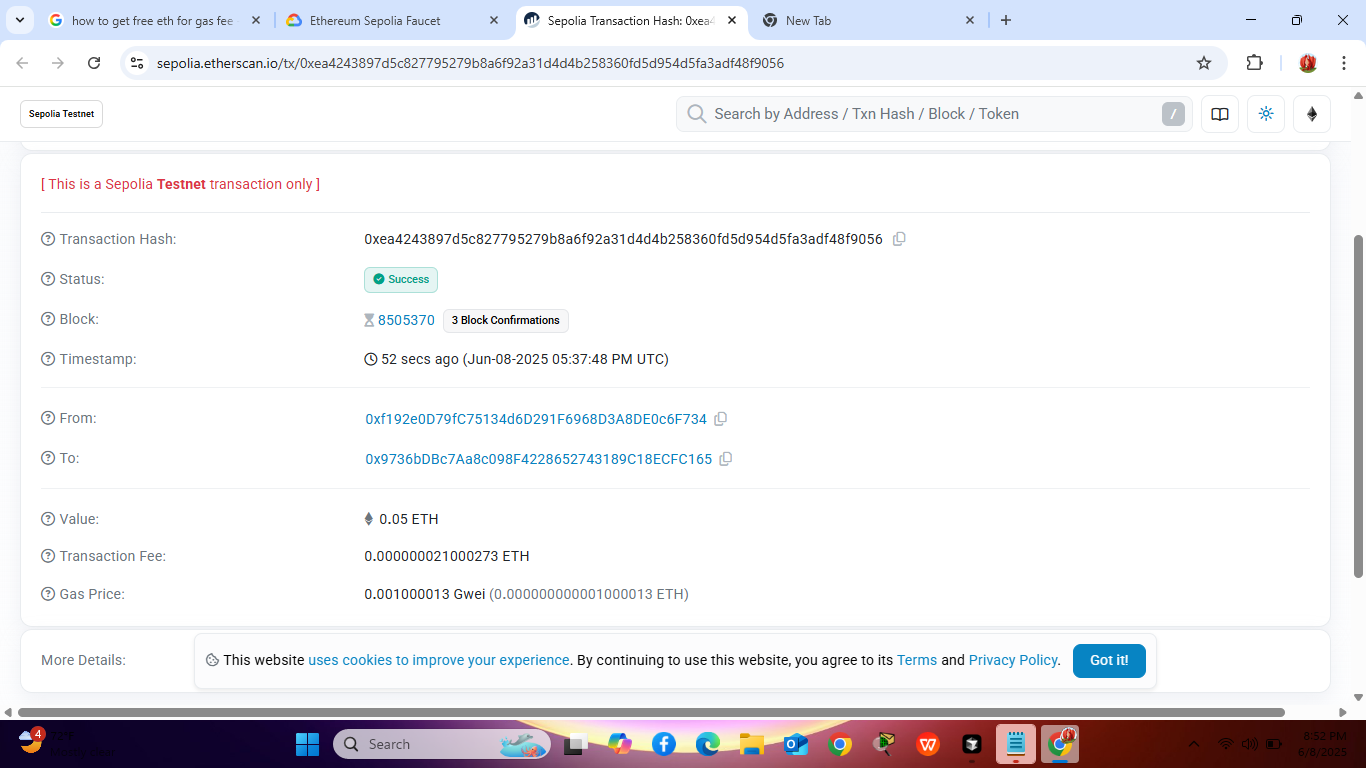 how to get free eth for gas fee
Ethereum Sepolia Faucet
Sepolia Transaction Hash: 0xea4
New Tab
sepolia.etherscan.io/tx/0xea4243897d5c827795279b8a6f92a31d4d4b258360fd5d954d5fa3adf48f9056
Sepolia Testnet
Search by Address / Txn Hash / Block / Token
/
[ This is a Sepolia Testnet transaction only ]
Transaction Hash: 0xea4243897d5c827795279b8a6f92a31d4d4b258360fd5d954d5fa3adf48f9056
Status: Success
Block: 8505370 3 Block Confirmations
Timestamp: 52 secs ago (Jun-08-2025 05:37:48 PM UTC)
From: 0xf192e0D79fC75134d6D291F6968D3A8DE0c6F734
To: 0x9736bDBc7Aa8c098F4228652743189C18ECFC165
Value: 0.05 ETH
Transaction Fee: 0.000000021000273 ETH
Gas Price: 0.001000013 Gwei (0.000000000001000013 ETH)
More Details:
This website uses cookies to improve your experience. By continuing to use this website, you agree to its Terms and Privacy Policy.
Got it!
4
Search
8:52 PM
6/8/2025